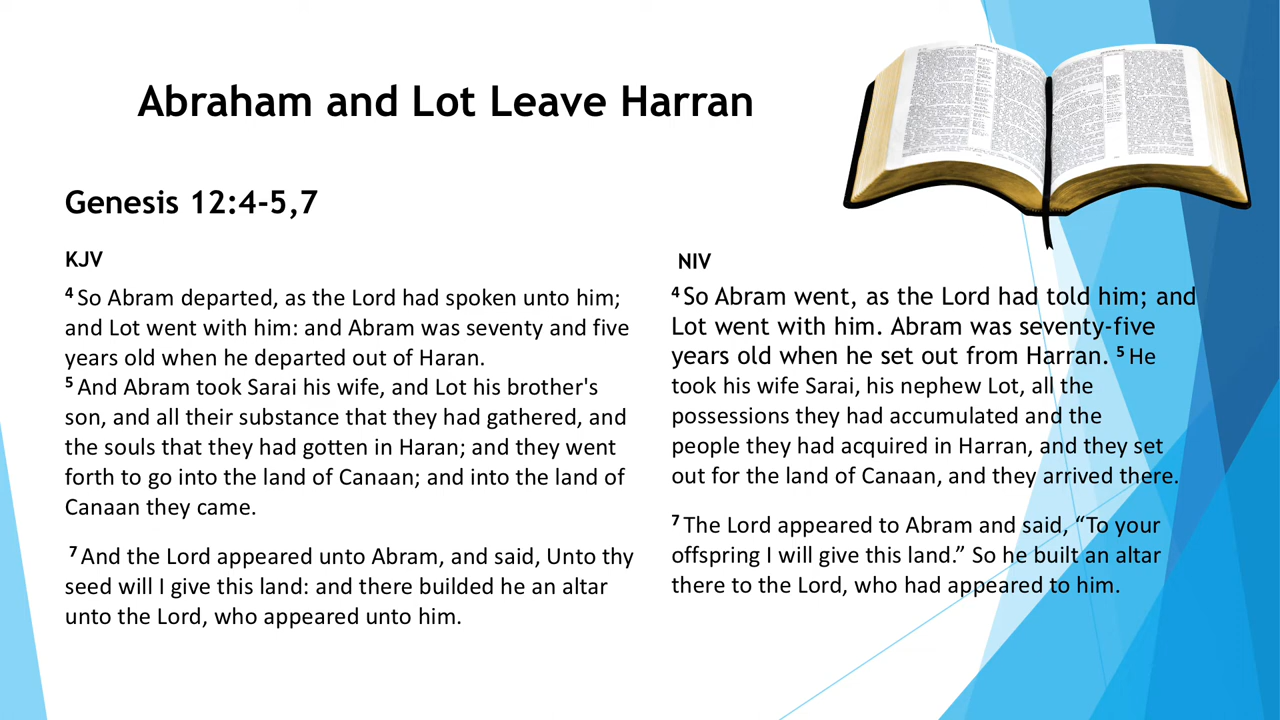 Abraham and Lot Leave Harran
Genesis 12:4-5,7
KJV
4 So Abram departed, as the Lord had spoken unto him;
and Lot went with him: and Abram was seventy and five
years old when he departed out of Haran.
5 And Abram took Sarai his wife, and Lot his brother's
son, and all their substance that they had gathered, and
the souls that they had gotten in Haran; and they went
forth to go into the land of Canaan; and into the land of
Canaan they came.
7 And the Lord appeared unto Abram, and said, Unto thy
seed will I give this land: and there builded he an altar
unto the Lord, who appeared unto him.
NIV
4 So Abram went, as the Lord had told him; and
Lot went with him. Abram was seventy-five
years old when he set out from Harran. 5 He
took his wife Sarai, his nephew Lot, all the
possessions they had accumulated and the
people they had acquired in Harran, and they set
out for the land of Canaan, and they arrived there.
7 The Lord appeared to Abram and said, “To your
offspring I will give this land.” So he built an altar
there to the Lord, who had appeared to him.